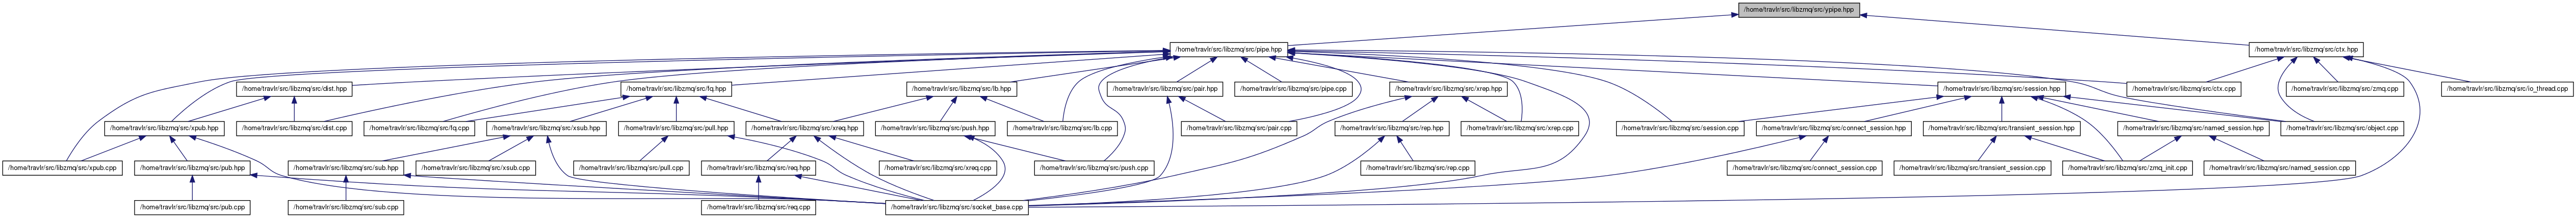 /home/travlr/src/libzmq/src/ypipe.hpp
/home/travlr/src/libzmq/src/pipe.hpp
/home/travlr/src/libzmq/src/ctx.hpp
/home/travlr/src/libzmq/src/dist.hpp
/home/travlr/src/libzmq/src/fq.hpp
/home/travlr/src/libzmq/src/lb.hpp
/home/travlr/src/libzmq/src/pair.hpp
/home/travlr/src/libzmq/src/pipe.cpp
/home/travlr/src/libzmq/src/xrep.hpp
/home/travlr/src/libzmq/src/session.hpp
/home/travlr/src/libzmq/src/ctx.cpp
/home/travlr/src/libzmq/src/zmq.cpp
/home/travlr/src/libzmq/src/io_thread.cpp
/home/travlr/src/libzmq/src/xpub.hpp
/home/travlr/src/libzmq/src/dist.cpp
/home/travlr/src/libzmq/src/fq.cpp
/home/travlr/src/libzmq/src/xsub.hpp
/home/travlr/src/libzmq/src/pull.hpp
/home/travlr/src/libzmq/src/xreq.hpp
/home/travlr/src/libzmq/src/push.hpp
/home/travlr/src/libzmq/src/lb.cpp
/home/travlr/src/libzmq/src/pair.cpp
/home/travlr/src/libzmq/src/rep.hpp
/home/travlr/src/libzmq/src/xrep.cpp
/home/travlr/src/libzmq/src/session.cpp
/home/travlr/src/libzmq/src/connect_session.hpp
/home/travlr/src/libzmq/src/transient_session.hpp
/home/travlr/src/libzmq/src/named_session.hpp
/home/travlr/src/libzmq/src/object.cpp
/home/travlr/src/libzmq/src/xpub.cpp
/home/travlr/src/libzmq/src/pub.hpp
/home/travlr/src/libzmq/src/sub.hpp
/home/travlr/src/libzmq/src/xsub.cpp
/home/travlr/src/libzmq/src/pull.cpp
/home/travlr/src/libzmq/src/req.hpp
/home/travlr/src/libzmq/src/xreq.cpp
/home/travlr/src/libzmq/src/push.cpp
/home/travlr/src/libzmq/src/rep.cpp
/home/travlr/src/libzmq/src/connect_session.cpp
/home/travlr/src/libzmq/src/transient_session.cpp
/home/travlr/src/libzmq/src/zmq_init.cpp
/home/travlr/src/libzmq/src/named_session.cpp
/home/travlr/src/libzmq/src/pub.cpp
/home/travlr/src/libzmq/src/sub.cpp
/home/travlr/src/libzmq/src/req.cpp
/home/travlr/src/libzmq/src/socket_base.cpp